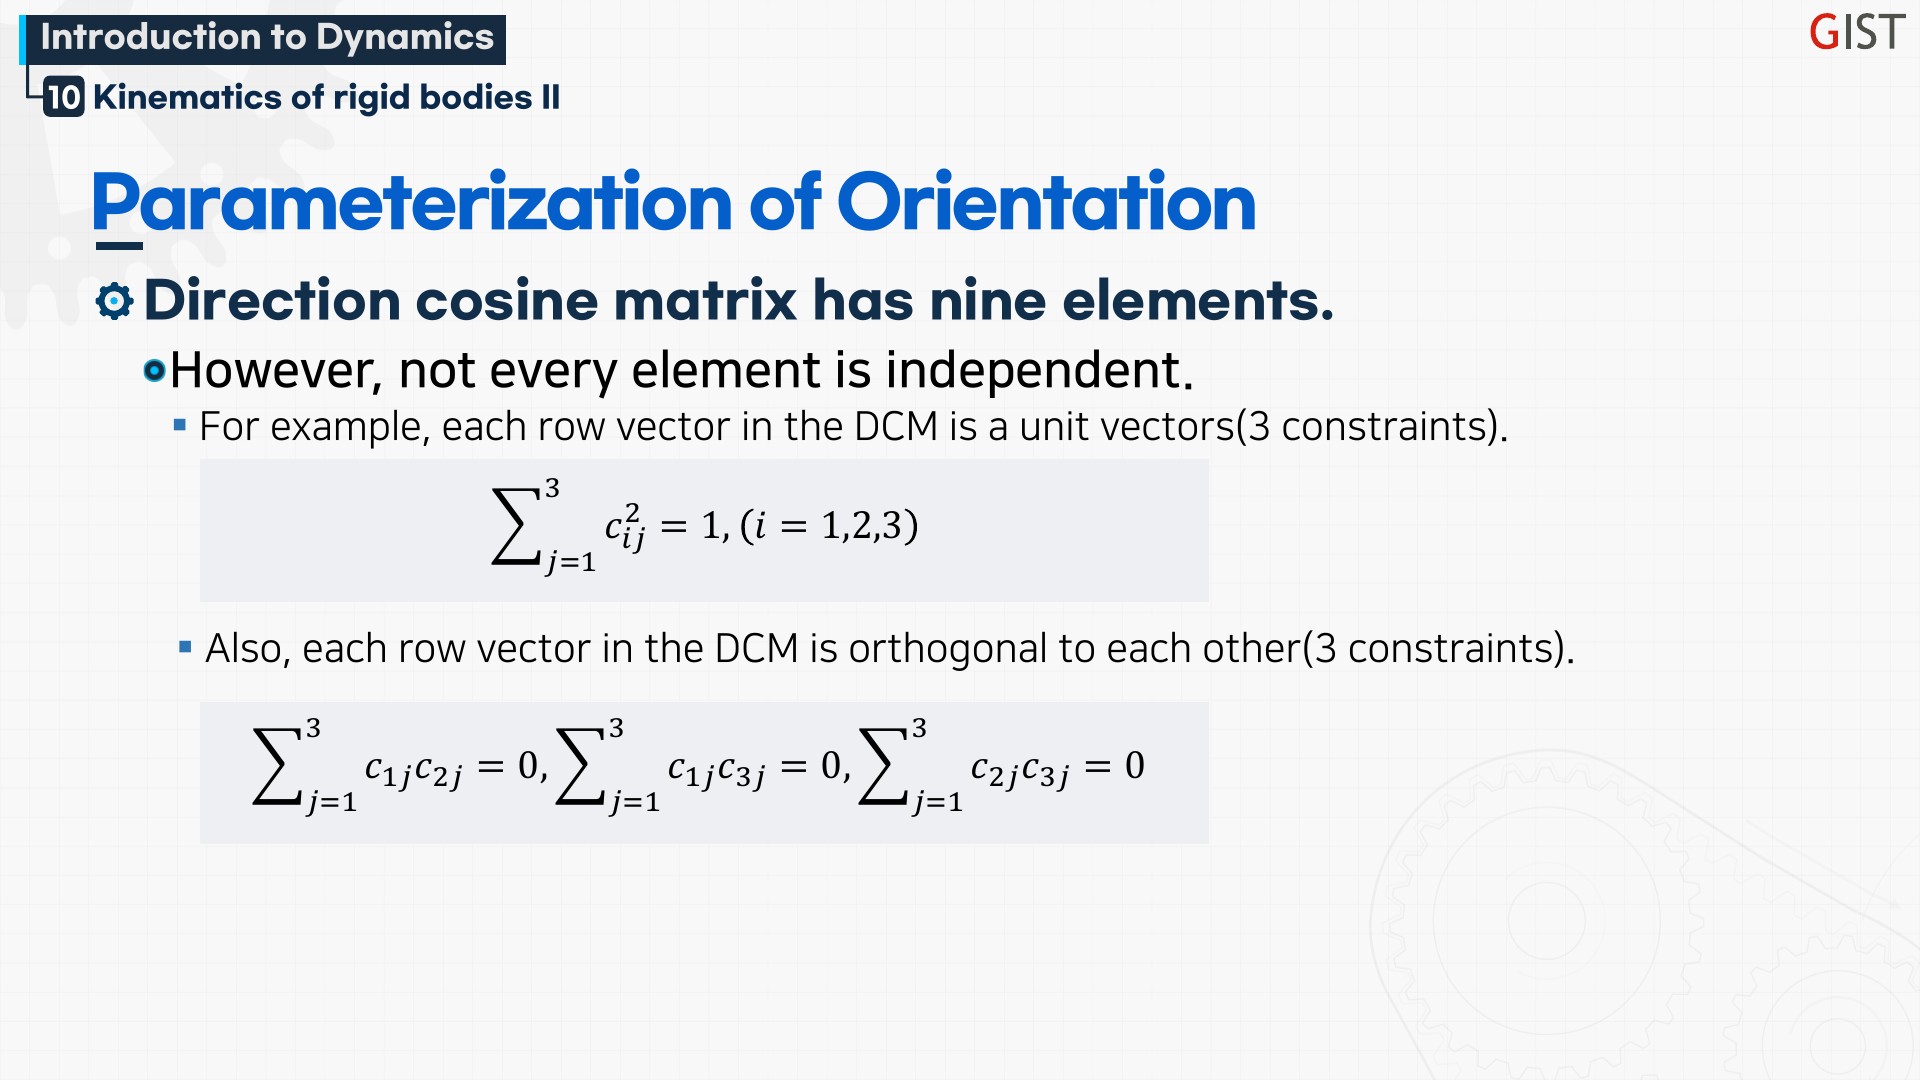 Introduction to Dynamics
GIST
10 Kinematics of rigid bodies II
Parameterization of Orientation
Direction cosine matrix has nine elements.
However, not every element is independent.
For example, each row vector in the DCM is a unit vectors(3 constraints).
∑_{j=1}^{3} c_{ij}^{2} = 1, (i = 1,2,3)
Also, each row vector in the DCM is orthogonal to each other(3 constraints).
∑_{j=1}^{3} c_{1j}c_{2j} = 0, ∑_{j=1}^{3} c_{1j}c_{3j} = 0, ∑_{j=1}^{3} c_{2j}c_{3j} = 0